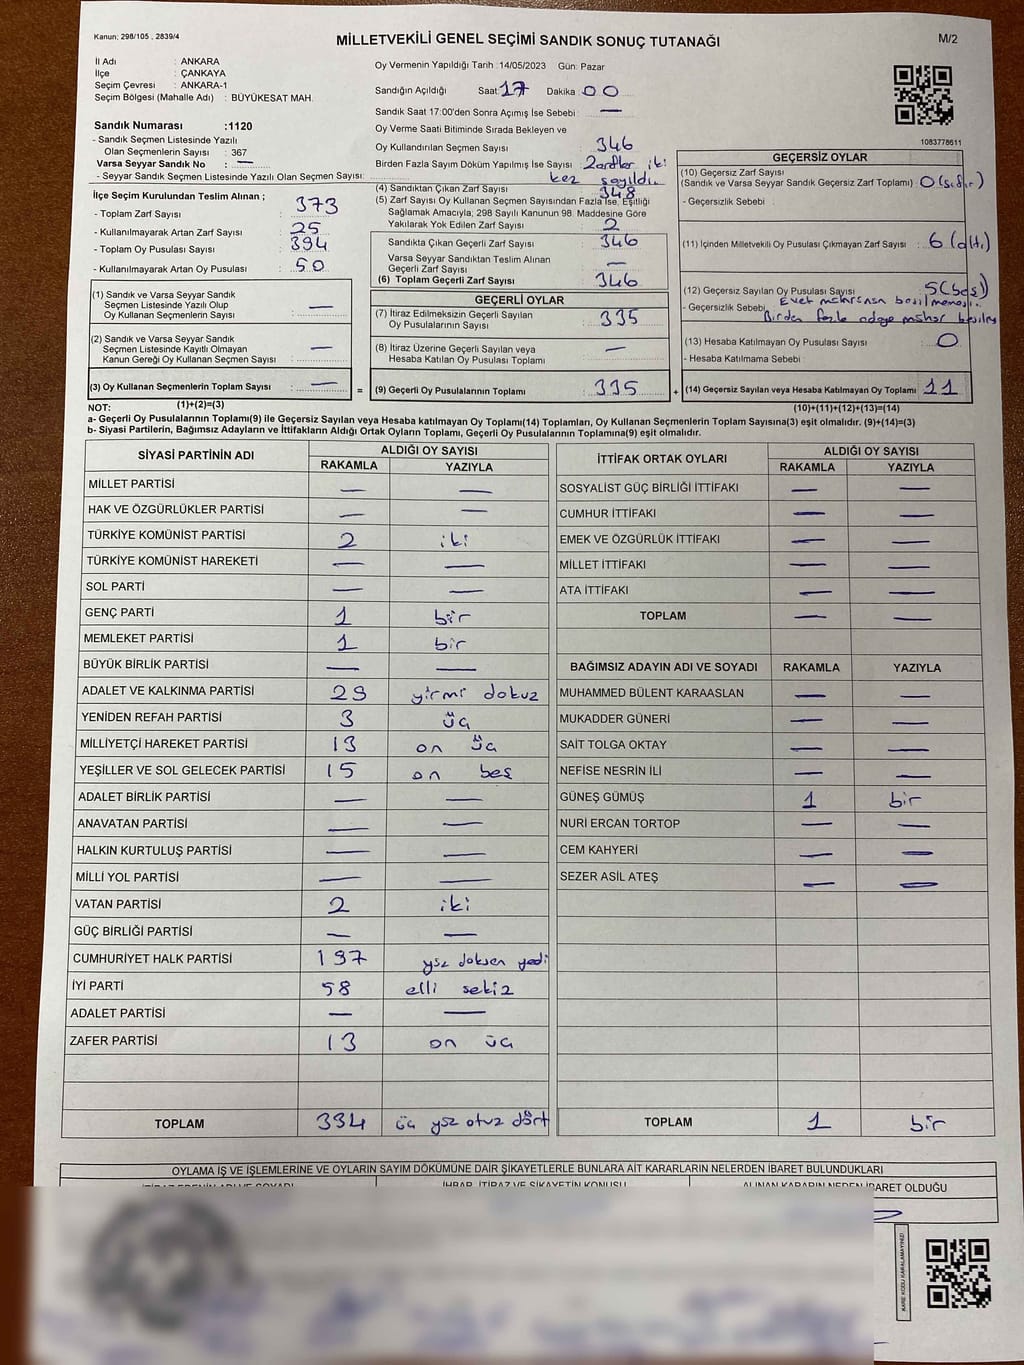 Kanun: 298/105 , 2839/4
MİLLETVEKİLİ GENEL SEÇİMİ SANDIK SONUÇ TUTANAĞI
M/2
İl Adı : ANKARA
İlçe : ÇANKAYA
Seçim Çevresi : ANKARA-1
Seçim Bölgesi (Mahalle Adı) : BÜYÜKESAT MAH.
Sandık Numarası :1120
- Sandık Seçmen Listesinde Yazılı
Olan Seçmenlerin Sayısı : 367
Varsa Seyyar Sandık No : —
- Seyyar Sandık Seçmen Listesinde Yazılı Olan Seçmen Sayısı:
Oy Vermenin Yapıldığı Tarih :14/05/2023 Gün: Pazar
Sandığın Açıldığı Saat: 17 Dakika: 00
Sandık Saat 17:00'den Sonra Açımış İse Sebebi : —
Oy Verme Saati Bitiminde Sırada Bekleyen ve
Oy Kullandırılan Seçmen Sayısı : 346
Birden Fazla Sayım Döküm Yapılmış İse Sayısı : Zarflar iki
kez sayıldı.
(4) Sandıktan Çıkan Zarf Sayısı : 348
(5) Zarf Sayısı Oy Kullanan Seçmen Sayısından Fazla İse, Eşitliği
Sağlamak Amacıyla; 298 Sayılı Kanunun 98. Maddesine Göre
Yakılarak Yok Edilen Zarf Sayısı : 2
Sandıkta Çıkan Geçerli Zarf Sayısı : 346
Varsa Seyyar Sandıktan Teslim Alınan
Geçerli Zarf Sayısı : —
(6) Toplam Geçerli Zarf Sayısı : 346
1083778611
GEÇERSİZ OYLAR
(10) Geçersiz Zarf Sayısı
(Sandık ve Varsa Seyyar Sandık Geçersiz Zarf Toplamı) : 0 (sıfır)
- Geçersizlik Sebebi :
(11) İçinden Milletvekili Oy Pusulası Çıkmayan Zarf Sayısı : 6 (altı)
(12) Geçersiz Sayılan Oy Pusulası Sayısı : 5 (beş)
- Geçersizlik Sebebi : Evet mührünün basılmaması.
Birden fazla adaya mühür
(13) Hesaba Katılmayan Oy Sayısı : 0
- Hesaba Katılmama Sebebi :
(14) Geçersiz Sayılan veya Hesaba Katılmayan Oy Toplamı : 11
(10)+(11)+(12)+(13)=(14)
İlçe Seçim Kurulundan Teslim Alınan ;
- Toplam Zarf Sayısı : 373
- Kullanılmayarak Artan Zarf Sayısı : 25
- Toplam Oy Pusulası Sayısı : 394
- Kullanılmayarak Artan Oy Pusulası : 50
(1) Sandık ve Varsa Seyyar Sandık
Seçmen Listesinde Yazılı Olup
Oy Kullanan Seçmenlerin Sayısı : —
(2) Sandık ve Varsa Seyyar Sandık
Seçmen Listesinde Kayıtlı Olmayan
Kanun Gereği Oy Kullanan Seçmen Sayısı : —
(3) Oy Kullanan Seçmenlerin Toplam Sayısı : — =
(1)+(2)=(3)
GEÇERLİ OYLAR
(7) İtiraz Edilmeksizin Geçerli Sayılan
Oy Pusulalarının Sayısı : 335
(8) İtiraz Üzerine Geçerli Sayılan veya
Hesaba Katılan Oy Pusulası Toplamı : —
(9) Geçerli Oy Pusulalarının Toplamı : 335 +
NOT:
a- Geçerli Oy Pusulalarının Toplamı(9) ile Geçersiz Sayılan veya Hesaba katılmayan Oy Toplamı(14) Toplamları, Oy Kullanan Seçmenlerin Toplam Sayısına(3) eşit olmalıdır. (9)+(14)=(3)
b- Siyasi Partilerin, Bağımsız Adayların ve İttifakların Aldığı Ortak Oyların Toplamı, Geçerli Oy Pusulalarının Toplamına(9) eşit olmalıdır.
SİYASİ PARTİNİN ADI ALDIĞI OY SAYISI
RAKAMLA YAZIYLA
MİLLET PARTİSİ — —
HAK VE ÖZGÜRLÜKLER PARTİSİ — —
TÜRKİYE KOMÜNİST PARTİSİ 2 iki
TÜRKİYE KOMÜNİST HAREKETİ — —
SOL PARTİ — —
GENÇ PARTİ 1 bir
MEMLEKET PARTİSİ 1 bir
BÜYÜK BİRLİK PARTİSİ — —
ADALET VE KALKINMA PARTİSİ 29 yirmi dokuz
YENİDEN REFAH PARTİSİ 3 üç
MİLLİYETÇİ HAREKET PARTİSİ 13 on üç
YEŞİLLER VE SOL GELECEK PARTİSİ 15 on beş
ADALET BİRLİK PARTİSİ — —
ANAVATAN PARTİSİ — —
HALKIN KURTULUŞ PARTİSİ — —
MİLLİ YOL PARTİSİ — —
VATAN PARTİSİ 2 iki
GÜÇ BİRLİĞİ PARTİSİ — —
CUMHURİYET HALK PARTİSİ 197 yüz doksan yedi
İYİ PARTİ 58 elli sekiz
ADALET PARTİSİ — —
ZAFER PARTİSİ 13 on üç
TOPLAM 334 üç yüz otuz dört
İTTİFAK ORTAK OYLARI ALDIĞI OY SAYISI
RAKAMLA YAZIYLA
SOSYALİST GÜÇ BİRLİĞİ İTTİFAKI — —
CUMHUR İTTİFAKI — —
EMEK VE ÖZGÜRLÜK İTTİFAKI — —
MİLLET İTTİFAKI — —
ATA İTTİFAKI — —
TOPLAM — —
BAĞIMSIZ ADAYIN ADI VE SOYADI RAKAMLA YAZIYLA
MUHAMMED BÜLENT KARAASLAN — —
MUKADDER GÜNERİ — —
SAİT TOLGA OKTAY — —
NEFİSE NESRİN İLİ — —
GÜNEŞ GÜMÜŞ 1 bir
NURİ ERCAN TORTOP — —
CEM KAHYERİ — —
SEZER ASİL ATEŞ — —
TOPLAM 1 bir
OYLAMA İŞ VE İŞLEMLERİNE VE OYLARIN SAYIM DÖKÜMÜNE DAİR ŞİKAYETLERLE BUNLARA AİT KARARLARIN NELERDEN İBARET BULUNDUKLARI
İTİRAZ EDENİN ADI VE SOYADI İHBAR, İTİRAZ VE ŞİKAYETİN KONUSU ALINAN KARARIN NEDEN İBARET OLDUĞU
KARE KODU KARALAMAYINIZ!